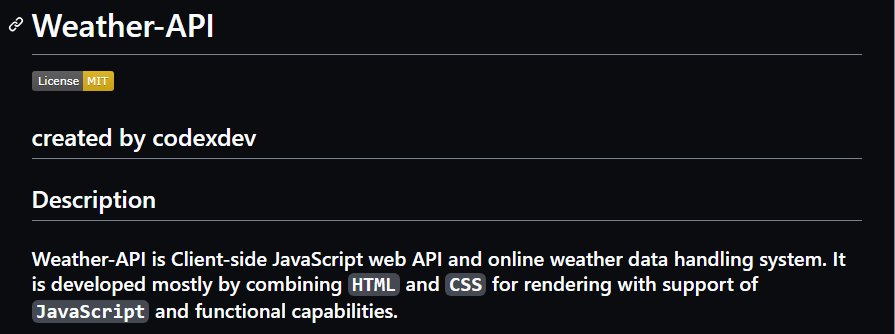 Weather-API
License MIT
created by codexdev
Description
Weather-API is Client-side JavaScript web API and online weather data handling system. It
is developed mostly by combining HTML and CSS for rendering with support of
JavaScript and functional capabilities.